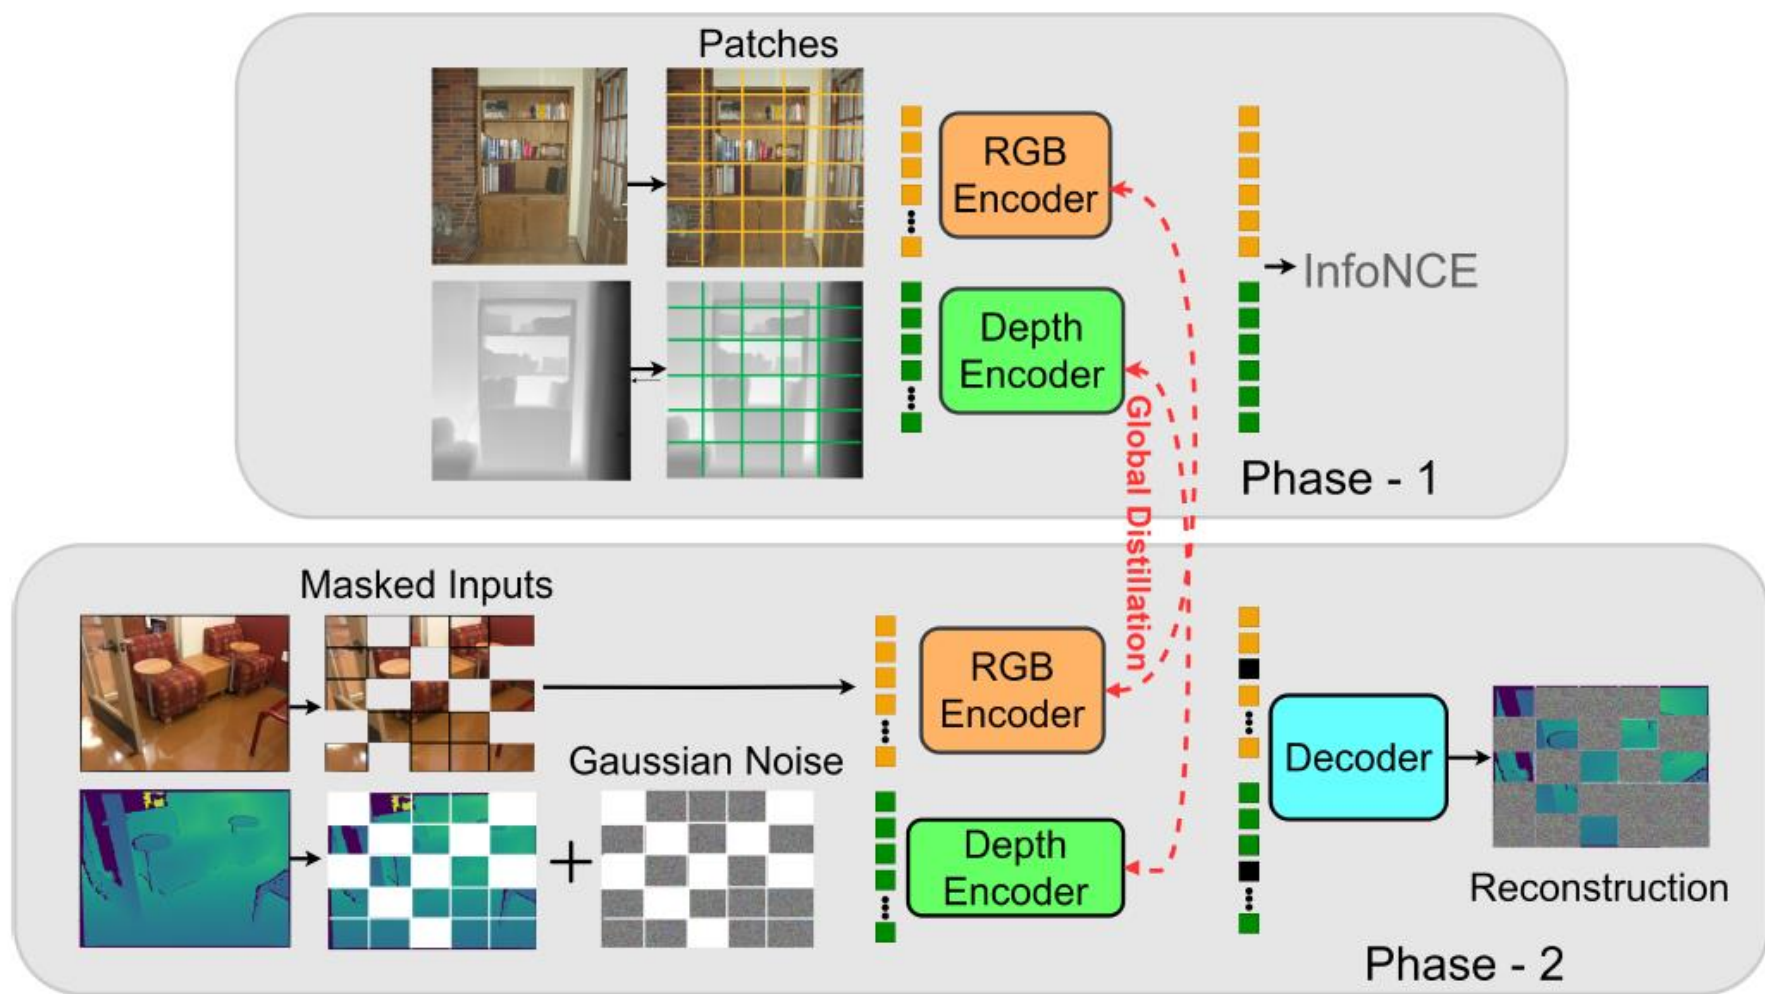 Patches
RGB
Encoder
InfoNCE
Depth
Encoder
Global Distillation
Phase - 1
Masked Inputs
RGB
Encoder
Gaussian Noise
Decoder
Depth
Encoder
Reconstruction
Phase - 2